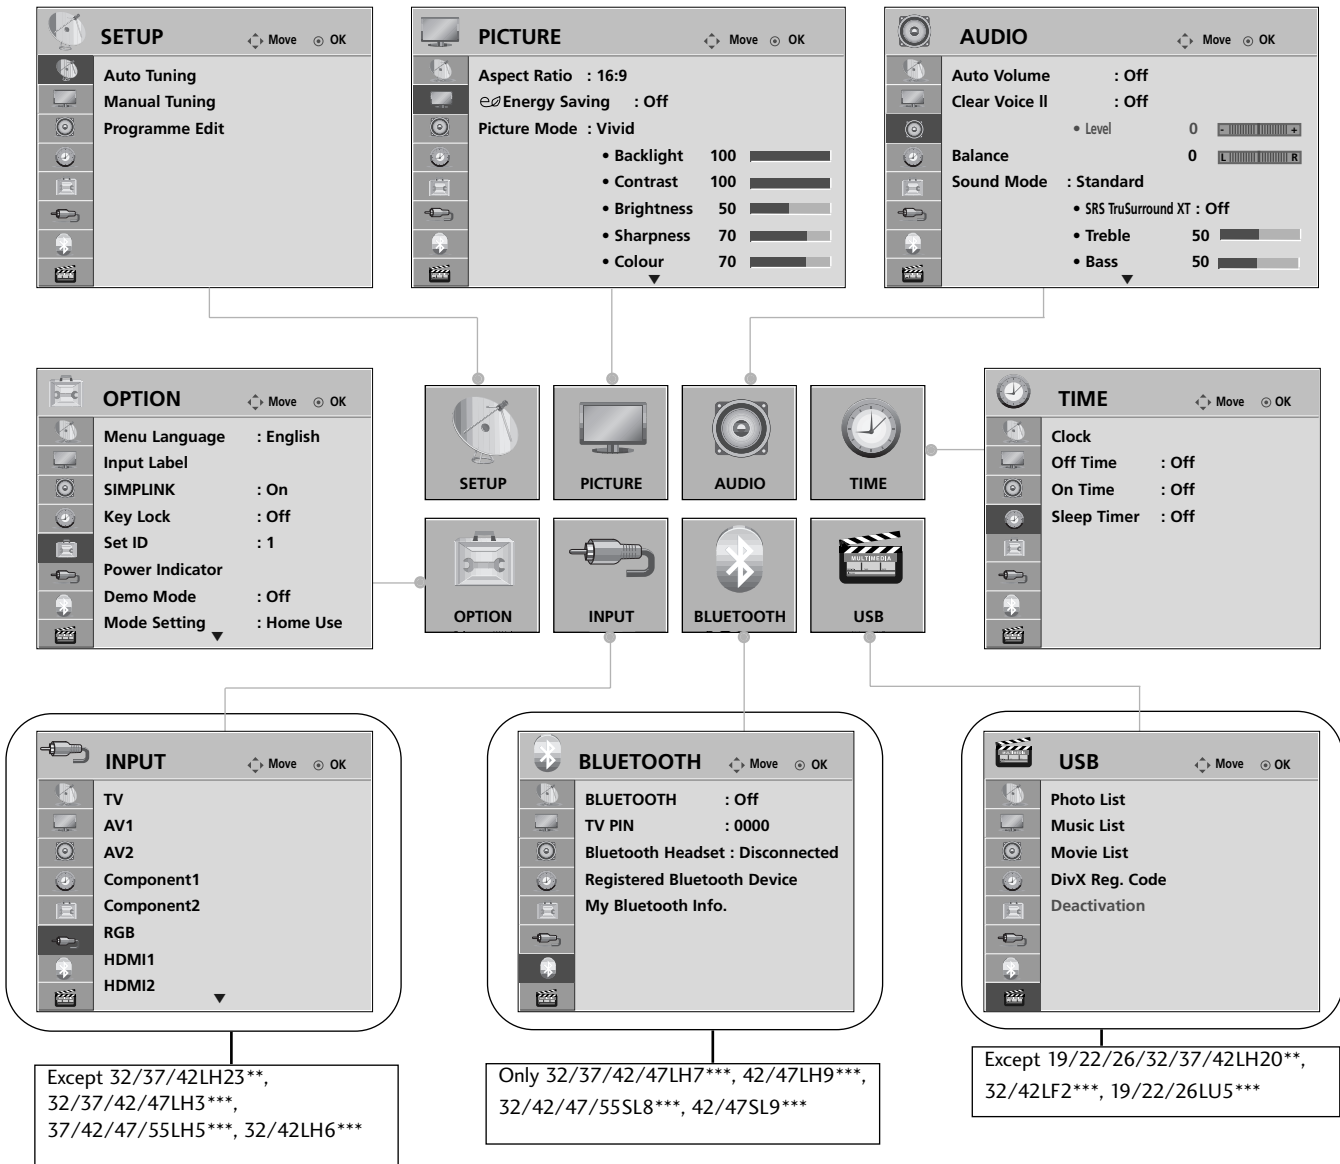 SETUP Move OK
Auto Tuning
Manual Tuning
Programme Edit
PICTURE Move OK
Aspect Ratio : 16:9
Energy Saving : Off
Picture Mode : Vivid
• Backlight 100
• Contrast 100
• Brightness 50
• Sharpness 70
• Colour 70
AUDIO Move OK
Auto Volume : Off
Clear Voice ll : Off
• Level 0 - +
Balance 0 L R
Sound Mode : Standard
• SRS TruSurround XT : Off
• Treble 50
• Bass 50
OPTION Move OK
Menu Language : English
Input Label
SIMPLINK : On
Key Lock : Off
Set ID : 1
Power Indicator
Demo Mode : Off
Mode Setting : Home Use
SETUP
PICTURE
AUDIO
TIME
OPTION
INPUT
BLUETOOTH
MULTIMEDIA
USB
TIME Move OK
Clock
Off Time : Off
On Time : Off
Sleep Timer : Off
INPUT Move OK
TV
AV1
AV2
Component1
Component2
RGB
HDMI1
HDMI2
BLUETOOTH Move OK
BLUETOOTH : Off
TV PIN : 0000
Bluetooth Headset : Disconnected
Registered Bluetooth Device
My Bluetooth Info.
USB Move OK
Photo List
Music List
Movie List
DivX Reg. Code
Deactivation
Except 32/37/42LH23**,
32/37/42/47LH3***,
37/42/47/55LH5***, 32/42LH6***
Only 32/37/42/47LH7***, 42/47LH9***,
32/42/47/55SL8***, 42/47SL9***
Except 19/22/26/32/37/42LH20**,
32/42LF2***, 19/22/26LU5***